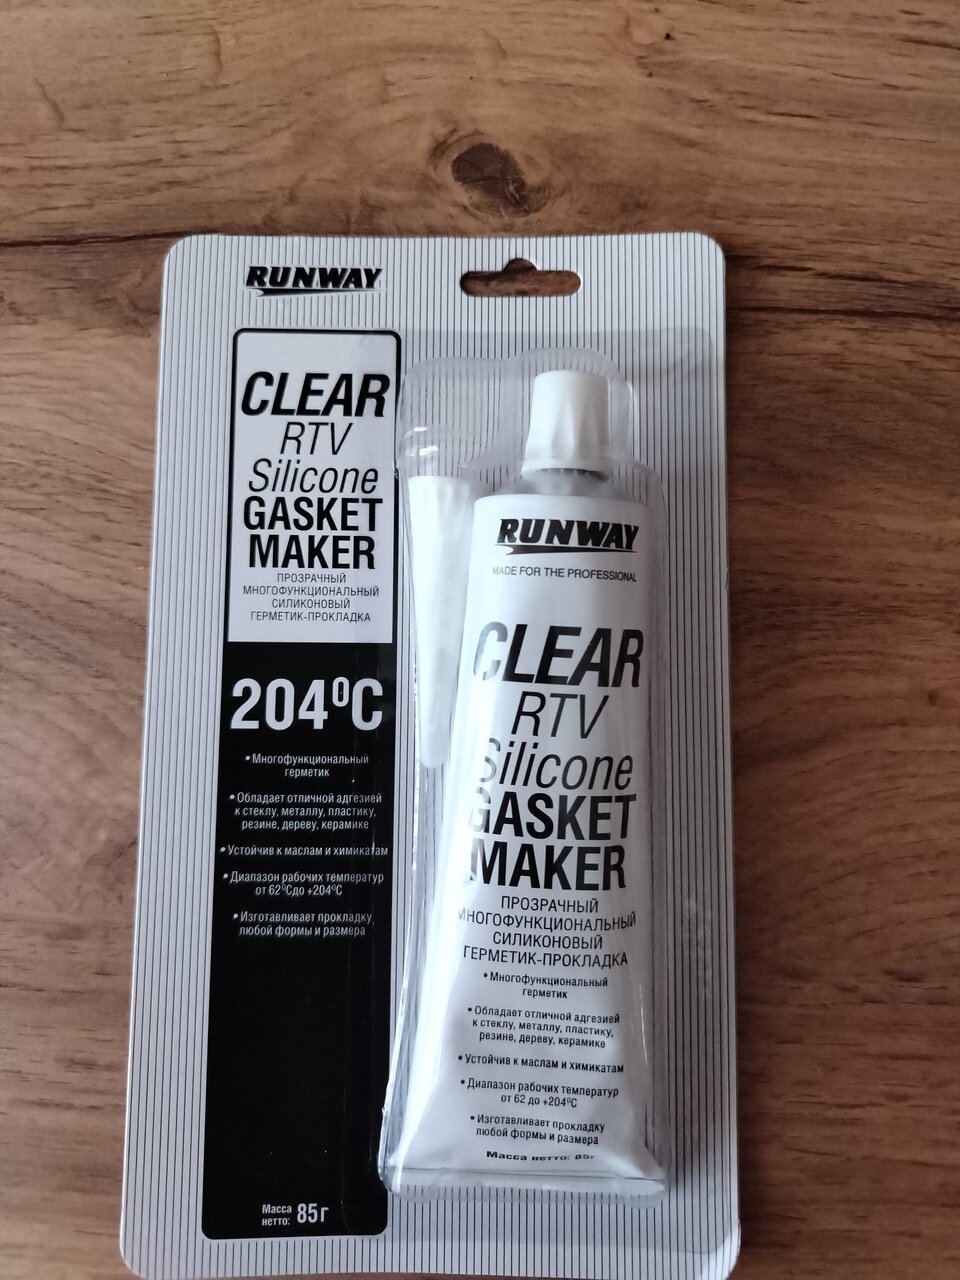 RUNWAY
CLEAR
RTV
Silicone
GASKET
MAKER
ПРОЗРАЧНЫЙ
МНОГОФУНКЦИОНАЛЬНЫЙ
СИЛИКОНОВЫЙ
ГЕРМЕТИК-ПРОКЛАДКА
204⁰C
• Многофункциональный
герметик
• Обладает отличной адгезией
к стеклу, металлу, пластику,
резине, дереву, керамике
• Устойчив к маслам и химикатам
• Диапазон рабочих температур
от 62⁰Сдо +204⁰С
• Изготавливает прокладку
любой формы и размера
Масса
нетто: 85г
RUNWAY
MADE FOR THE PROFESSIONAL
CLEAR
RTV
Silicone
GASKET
MAKER
ПРОЗРАЧНЫЙ
МНОГОФУНКЦИОНАЛЬНЫЙ
СИЛИКОНОВЫЙ
ГЕРМЕТИК-ПРОКЛАДКА
• Многофункциональный
герметик
• Обладает отличной адгезией
к стеклу, металлу, пластику,
резине, дереву, керамике
• Устойчив к маслам и химикатам
• Диапазон рабочих температур
от 62 до +204⁰С
• Изготавливает прокладку
любой формы и размера
Масса нетто: 85г